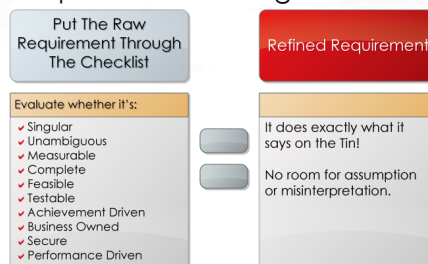 Put The Raw
Requirement Through
The Checklist
Refined Requirement
Evaluate whether it's:
Singular
Unambiguous
Measurable
Complete
Feasible
Testable
Achievement Driven
Business Owned
Secure
Performance Driven
It does exactly what it
says on the Tin!
No room for assumption
or misinterpretation.